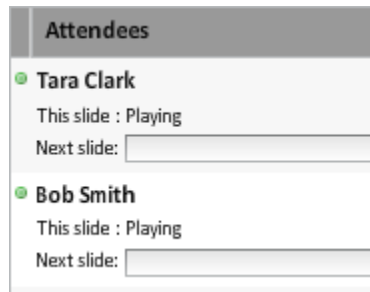 Attendees
Tara Clark
This slide : Playing
Next slide:
Bob Smith
This slide : Playing
Next slide: